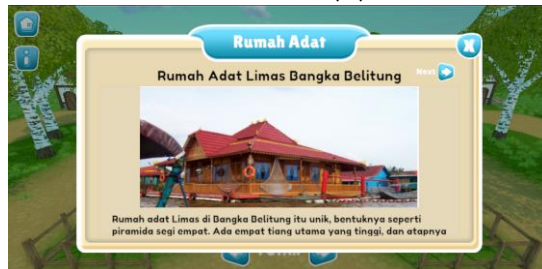 Rumah Adat
X
Rumah Adat Limas Bangka Belitung
Next
i
Rumah adat Limas di Bangka Belitung itu unik, bentuknya seperti
piramida segi empat. Ada empat tiang utama yang tinggi, dan atapnya